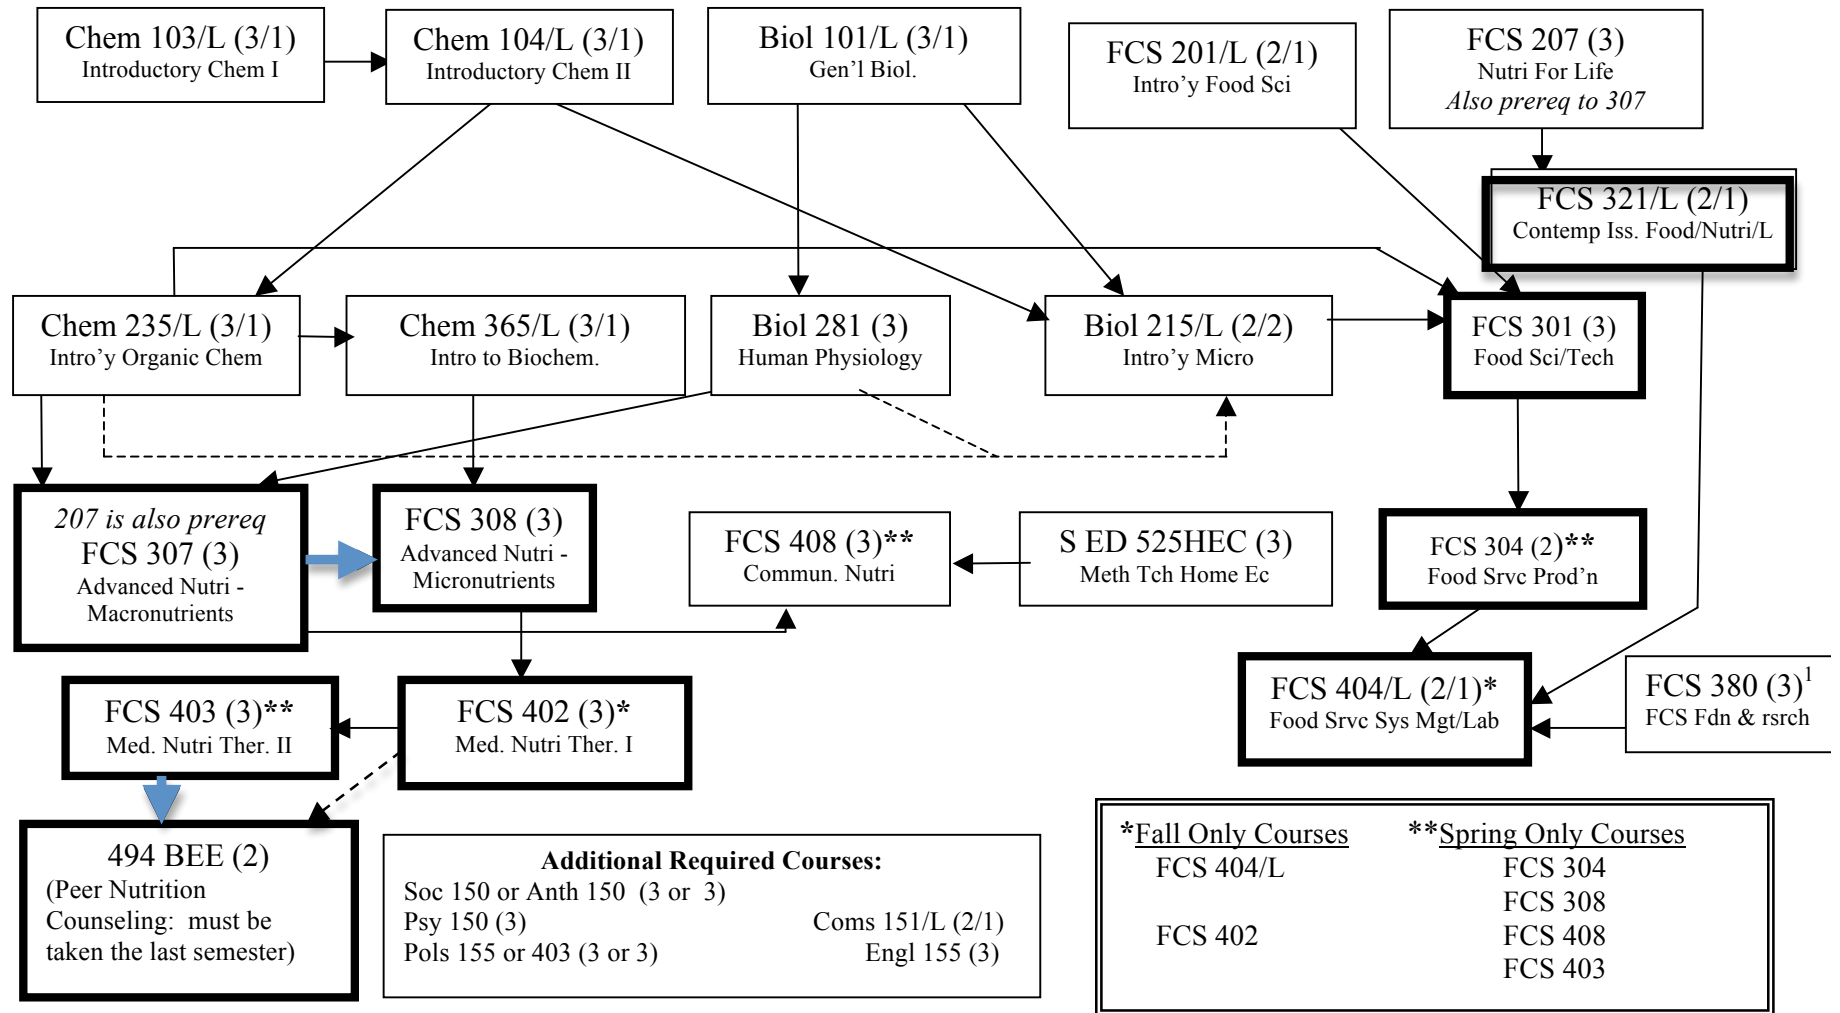 Chem 103/L (3/1)
Introductory Chem I
Chem 104/L (3/1)
Introductory Chem II
Biol 101/L (3/1)
Gen’l Biol.
FCS 201/L (2/1)
Intro’y Food Sci
FCS 207 (3)
Nutri For Life
Also prereq to 307
FCS 321/L (2/1)
Contemp Iss. Food/Nutri/L
Chem 235/L (3/1)
Intro’y Organic Chem
Chem 365/L (3/1)
Intro to Biochem.
Biol 281 (3)
Human Physiology
Biol 215/L (2/2)
Intro’y Micro
FCS 301 (3)
Food Sci/Tech
207 is also prereq
FCS 307 (3)
Advanced Nutri -
Macronutrients
FCS 308 (3)
Advanced Nutri -
Micronutrients
FCS 408 (3)**
Commun. Nutri
S ED 525HEC (3)
Meth Tch Home Ec
FCS 304 (2)**
Food Srvc Prod’n
FCS 403 (3)**
Med. Nutri Ther. II
FCS 402 (3)*
Med. Nutri Ther. I
FCS 404/L (2/1)*
Food Srvc Sys Mgt/Lab
FCS 380 (3)1
FCS Fdn & rsrch
494 BEE (2)
(Peer Nutrition
Counseling:  must be
taken the last semester)
Additional Required Courses:
Soc 150 or Anth 150  (3 or  3)
Psy 150 (3) Coms 151/L (2/1)
Pols 155 or 403 (3 or 3) Engl 155 (3)
*Fall Only Courses **Spring Only Courses
FCS 404/L FCS 304
FCS 308
FCS 402 FCS 408
FCS 403